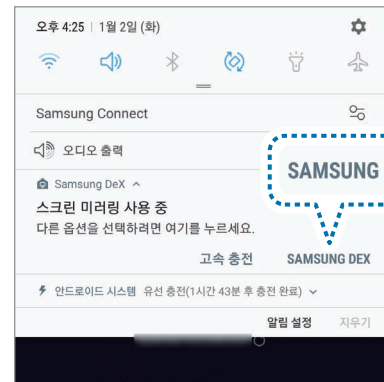 오후 4:25 | 1월 2일 (화)
Samsung Connect
오디오 출력
SAMSUNG
Samsung DeX
스크린 미러링 사용 중
다른 옵션을 선택하려면 여기를 누르세요.
고속 충전 SAMSUNG DEX
안드로이드 시스템 유선 충전(1시간 43분 후 충전 완료)
알림 설정 지우기